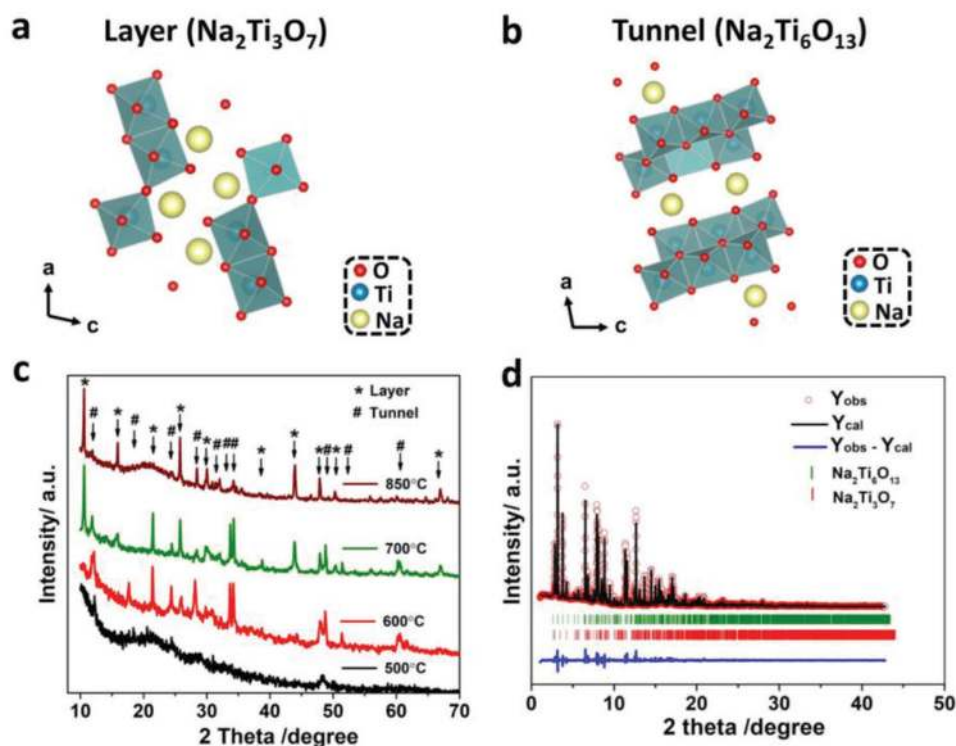 a Layer (Na₂Ti₃O₇)
O
Ti
Na
a
c
b Tunnel (Na₂Ti₆O₁₃)
O
Ti
Na
a
c
c
* Layer
# Tunnel
* # * # * # * # * # # # * * * # * # # *
850°C
700°C
600°C
500°C
Intensity/ a.u.
10 20 30 40 50 60 70
2 Theta /degree
d
Yobs
Ycal
Yobs - Ycal
Na₂Ti₆O₁₃
Na₂Ti₃O₇
Intensity/ a.u.
0 10 20 30 40 50
2 theta /degree